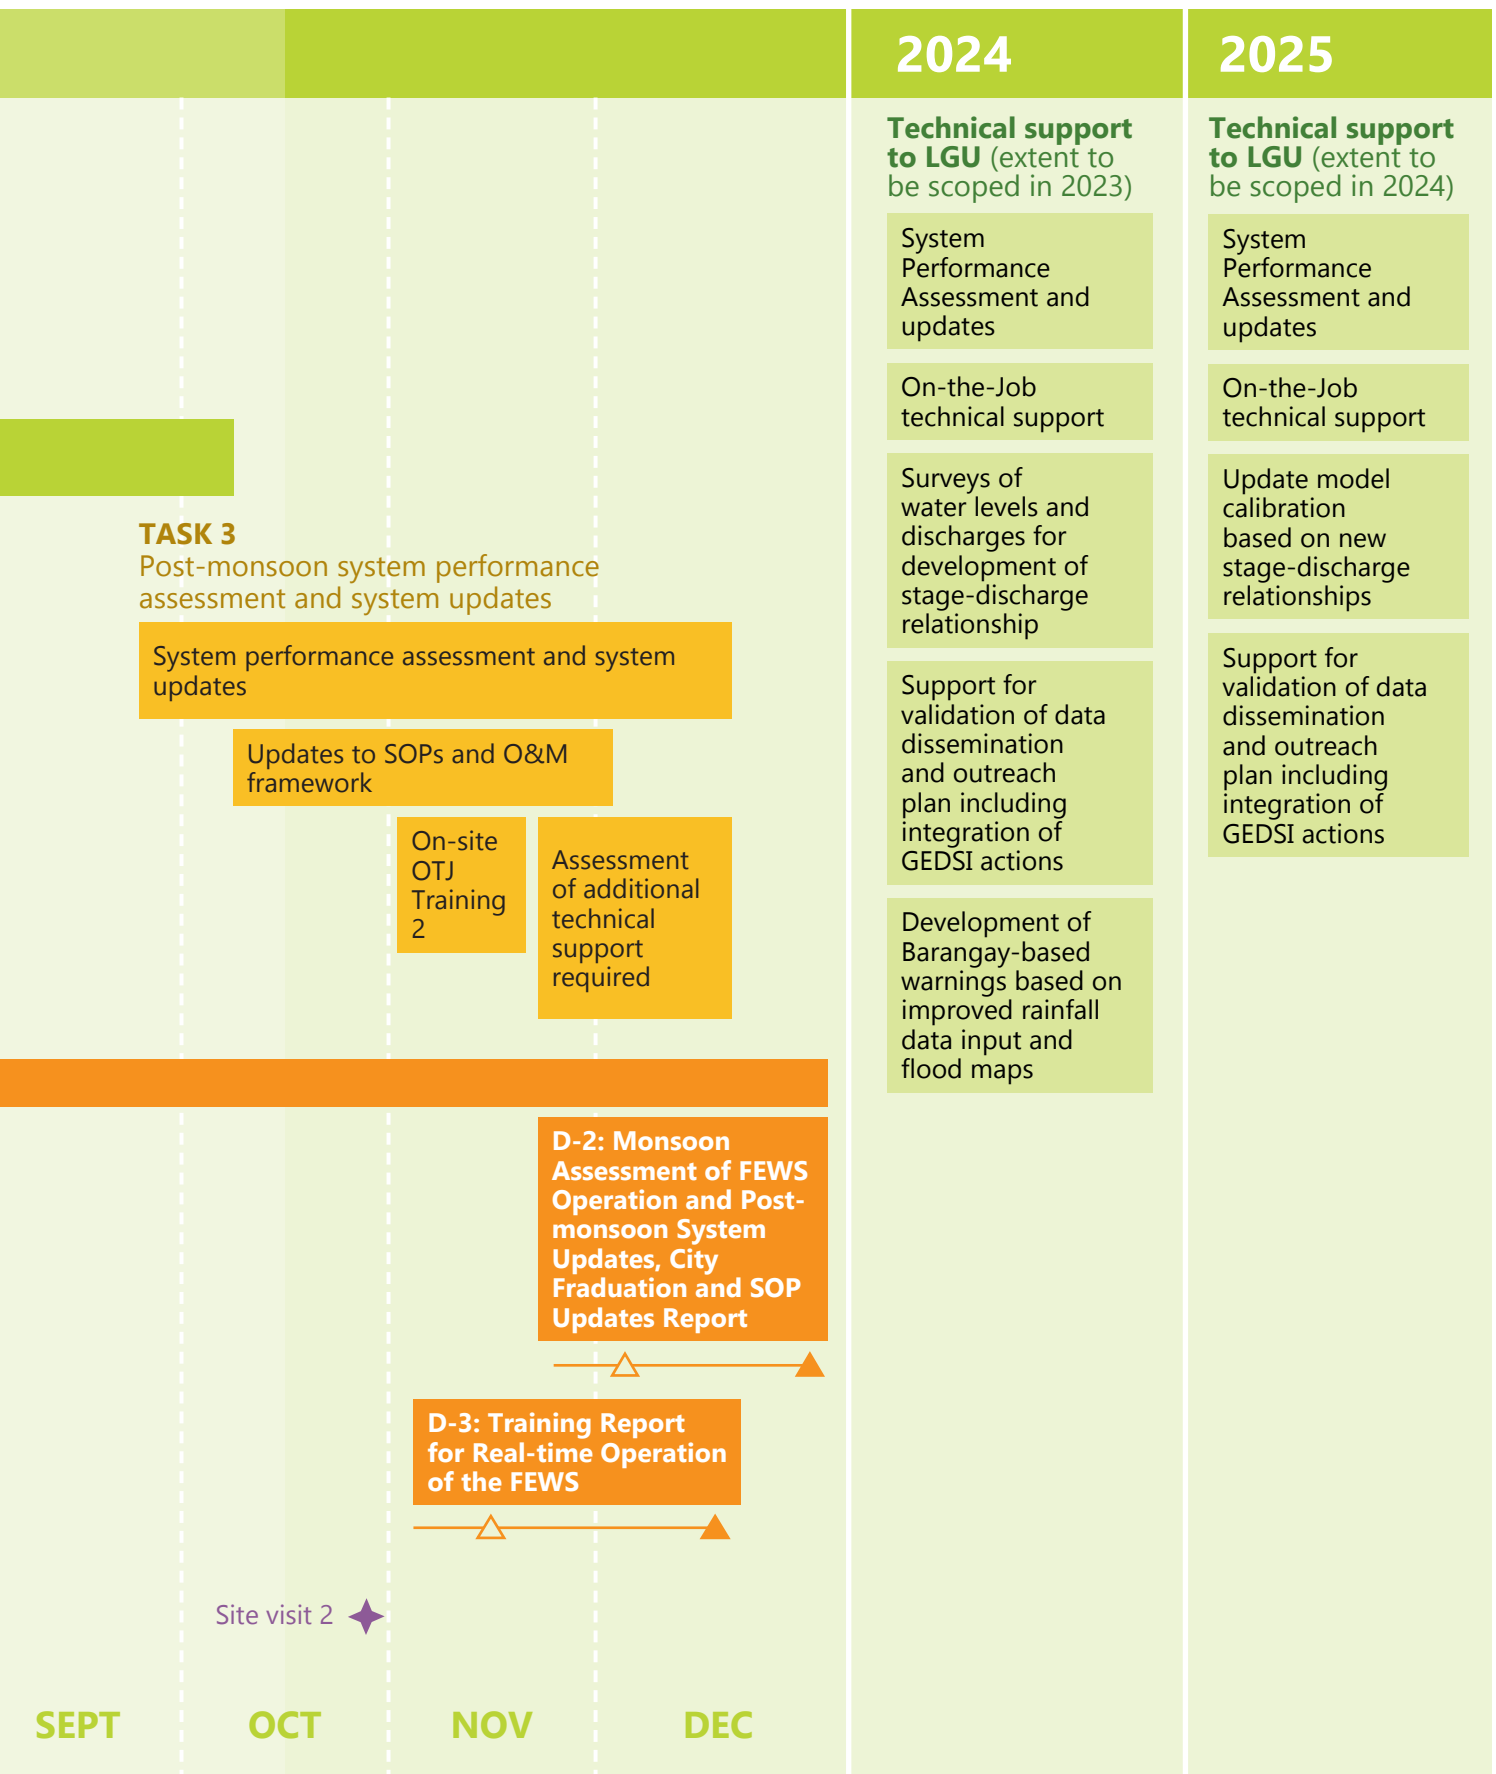 TASK 3
Post-monsoon system performance
assessment and system updates
System performance assessment and system
updates
Updates to SOPs and O&M
framework
On-site
OTJ
Training
2
Assessment
of additional
technical
support
required
D-2: Monsoon
Assessment of FEWS
Operation and Post-
monsoon System
Updates, City
Fraduation and SOP
Updates Report
D-3: Training Report
for Real-time Operation
of the FEWS
Site visit 2
SEPT
OCT
NOV
DEC
2024
Technical support
to LGU (extent to
be scoped in 2023)
System
Performance
Assessment and
updates
On-the-Job
technical support
Surveys of
water levels and
discharges for
development of
stage-discharge
relationship
Support for
validation of data
dissemination
and outreach
plan including
integration of
GEDSI actions
Development of
Barangay-based
warnings based on
improved rainfall
data input and
flood maps
2025
Technical support
to LGU (extent to
be scoped in 2024)
System
Performance
Assessment and
updates
On-the-Job
technical support
Update model
calibration
based on new
stage-discharge
relationships
Support for
validation of data
dissemination
and outreach
plan including
integration of
GEDSI actions